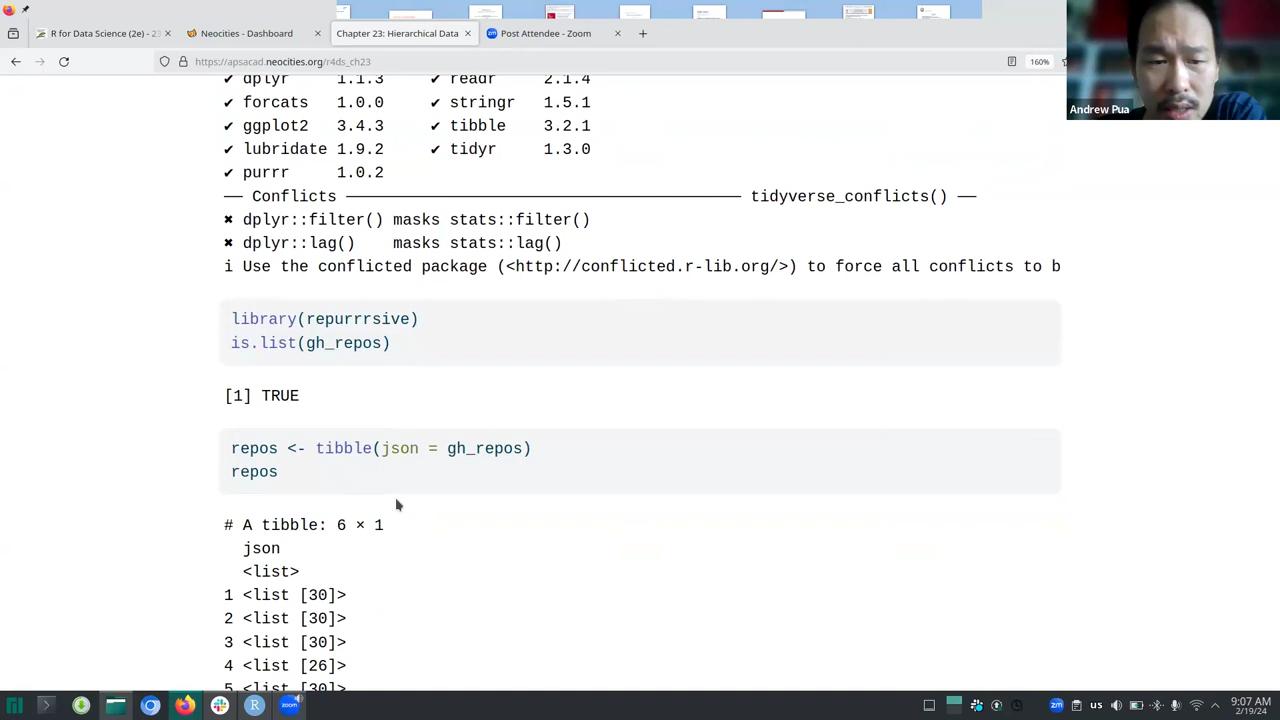 R for Data Science (2e) - 2
Neocities - Dashboard
Chapter 23: Hierarchical Data
Post Attendee - Zoom
https://apsacad.neocities.org/r4ds_ch23
160%
Andrew Pua
✔ dplyr 1.1.3 ✔ readr 2.1.4
✔ forcats 1.0.0 ✔ stringr 1.5.1
✔ ggplot2 3.4.3 ✔ tibble 3.2.1
✔ lubridate 1.9.2 ✔ tidyr 1.3.0
✔ purrr 1.0.2
── Conflicts ────────────────────────────────────────── tidyverse_conflicts() ──
✖ dplyr::filter() masks stats::filter()
✖ dplyr::lag() masks stats::lag()
i Use the conflicted package (<http://conflicted.r-lib.org/>) to force all conflicts to b
library(repurrrsive)
is.list(gh_repos)
[1] TRUE
repos <- tibble(json = gh_repos)
repos
# A tibble: 6 × 1
json
<list>
1 <list [30]>
2 <list [30]>
3 <list [30]>
4 <list [26]>
5 <list [30]>
us
9:07 AM
2/19/24